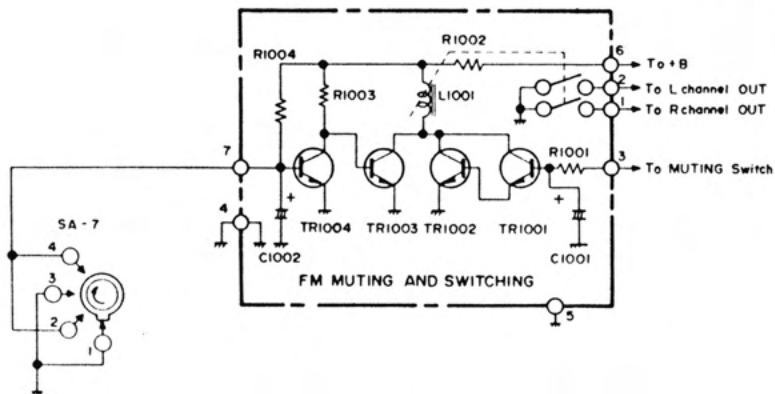 R1004
R1002
6
To +B
2
To L channel OUT
1
To R channel OUT
R1003
L1001
R1001
7
3
To MUTING Switch
+
+
4
SA-7
TR1004
TR1003
TR1002
TR1001
C1002
C1001
4
FM MUTING AND SWITCHING
3
5
2
1